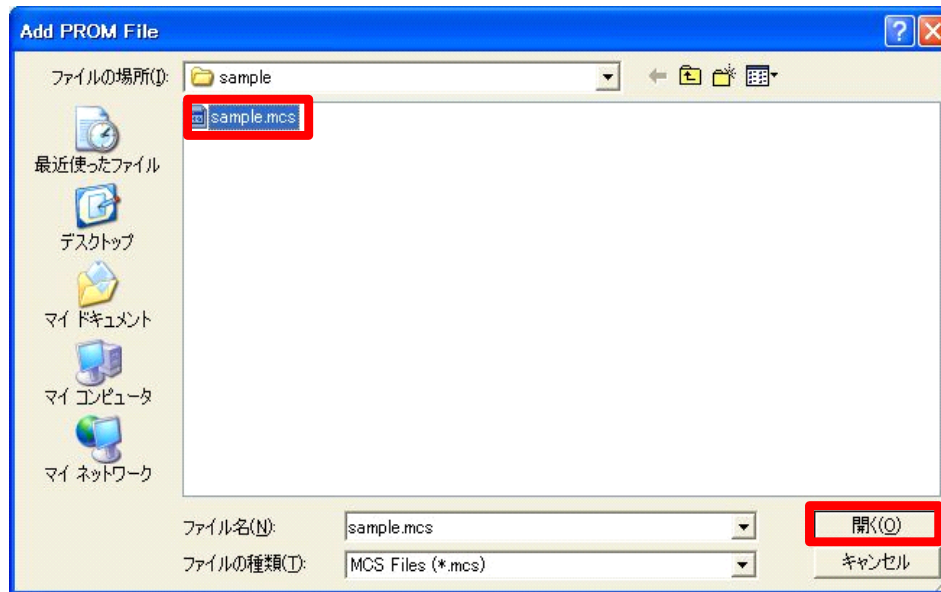 Add PROM File
ファイルの場所(I):
sample
sample.mcs
最近使ったファイル
デスクトップ
マイ ドキュメント
マイ コンピュータ
マイ ネットワーク
ファイル名(N):
sample.mcs
開く(O)
ファイルの種類(T):
MCS Files (*.mcs)
キャンセル